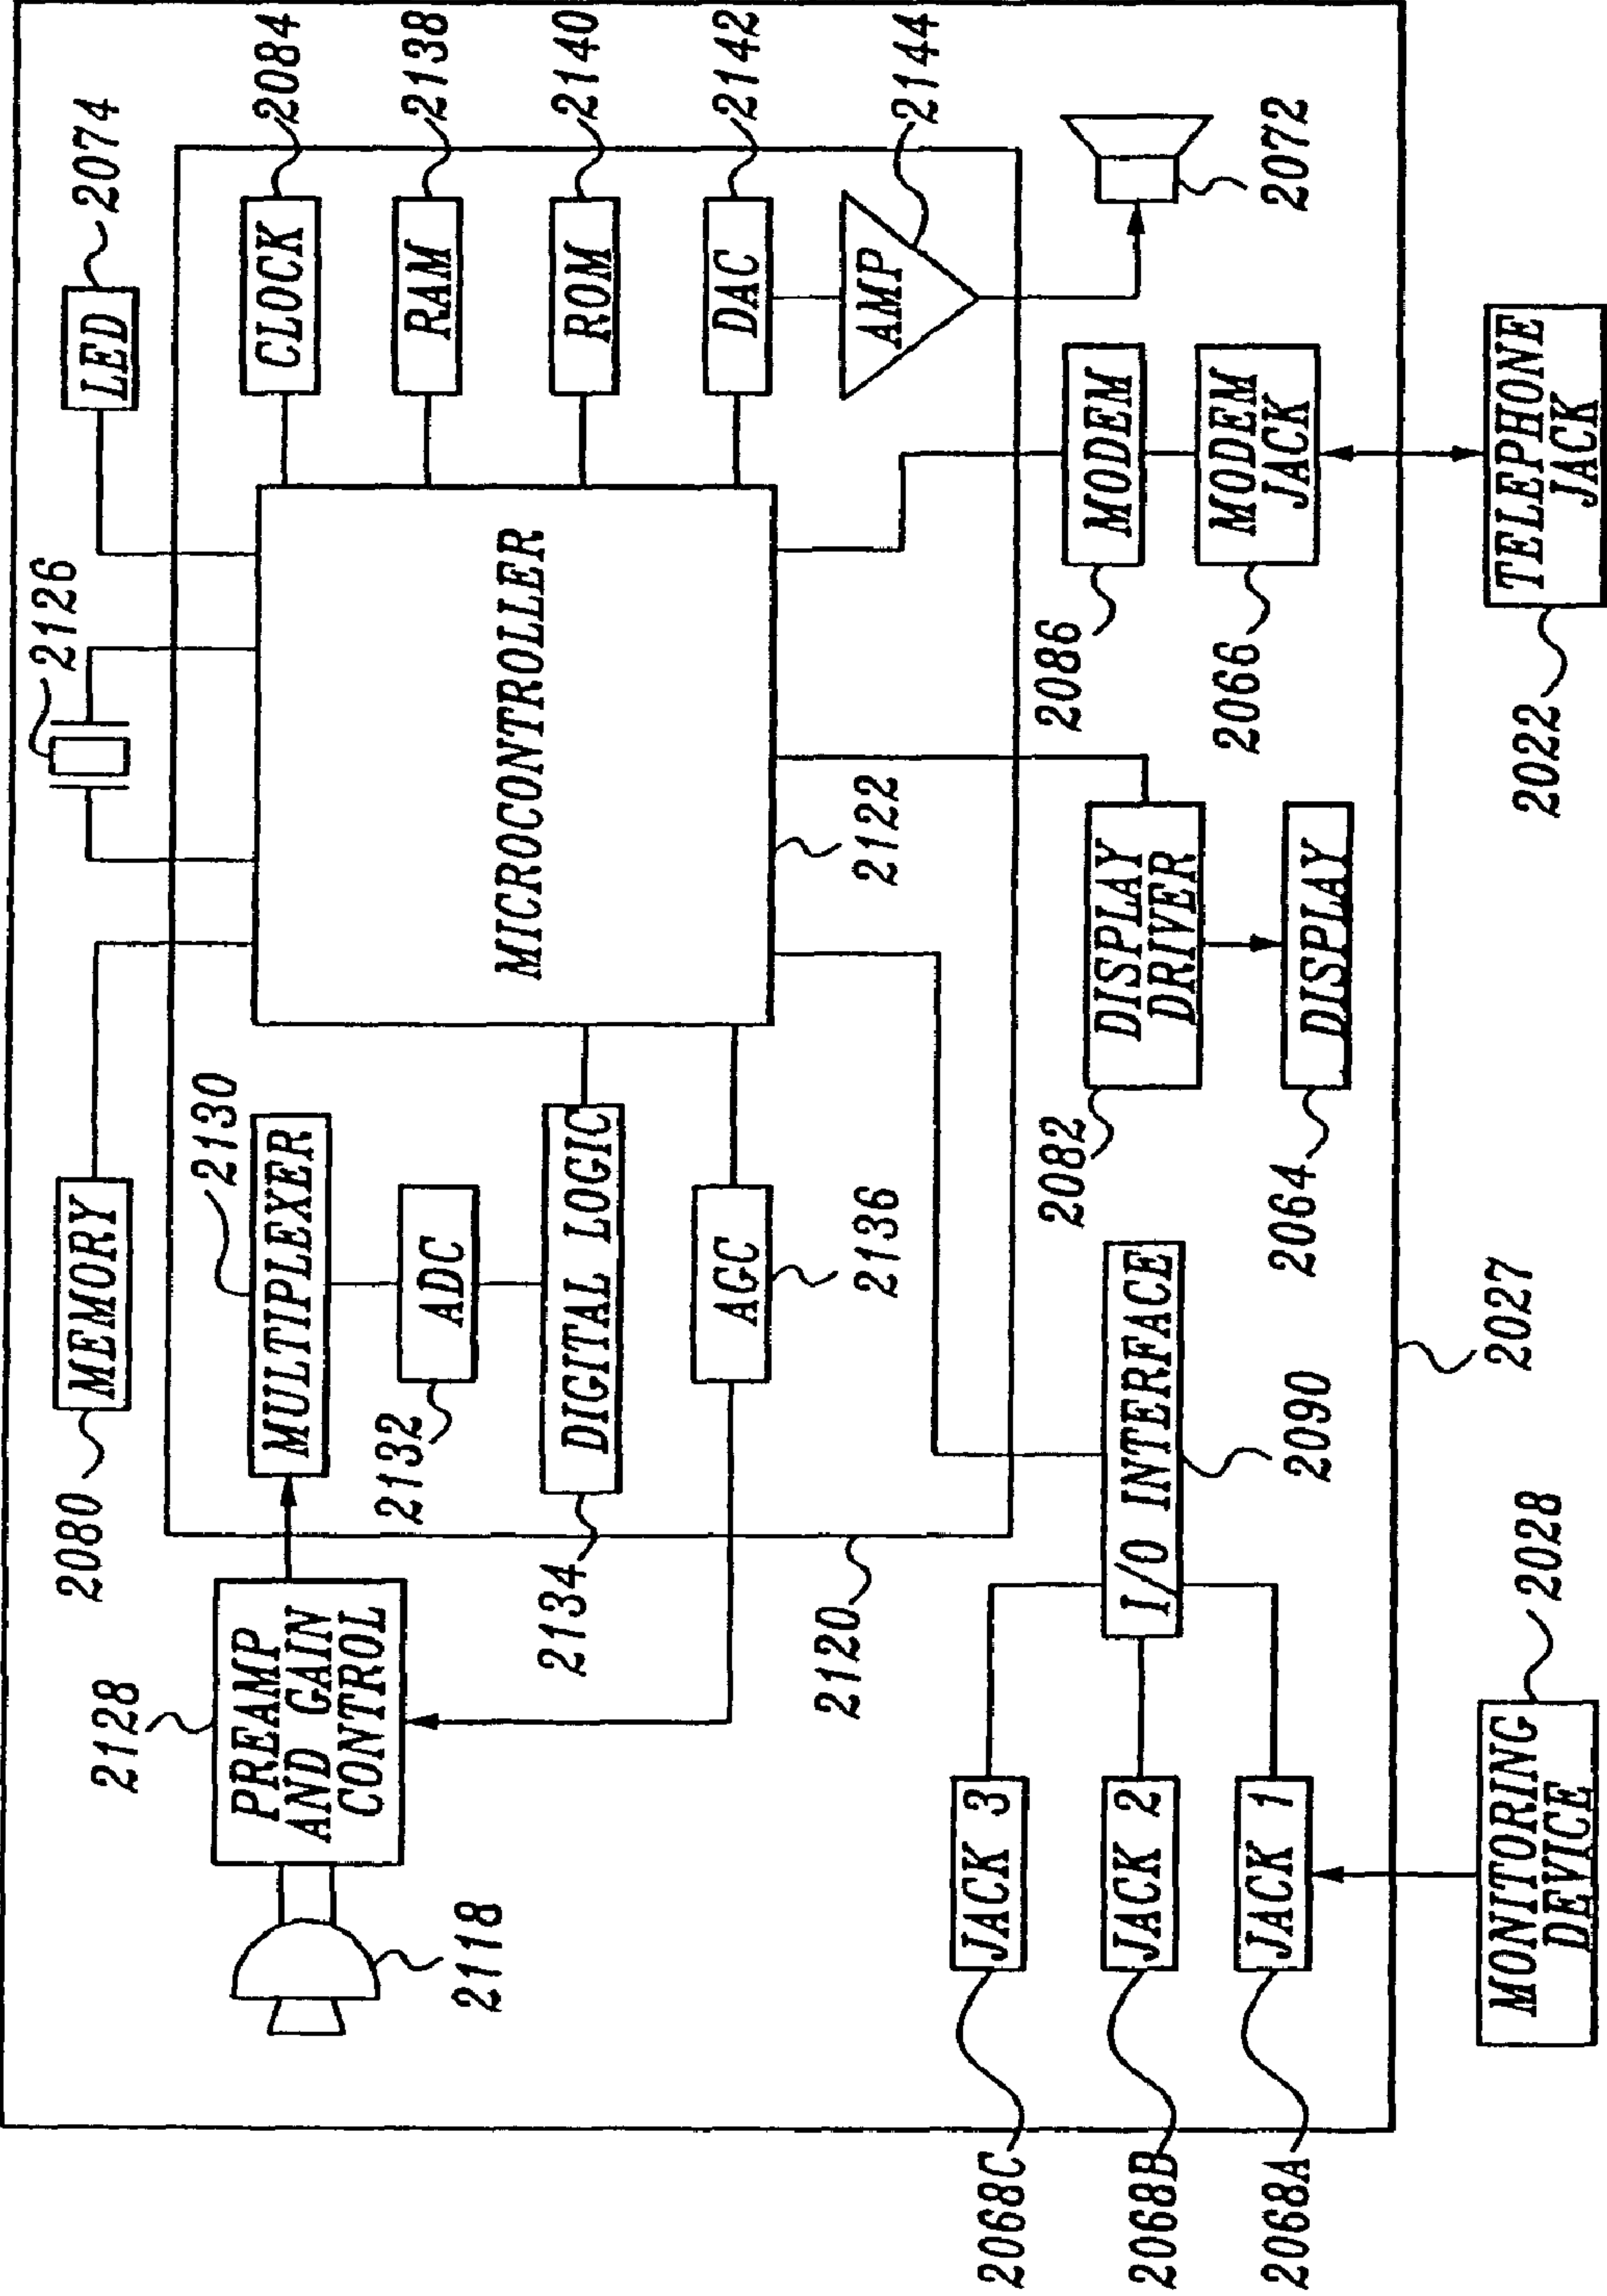 2126
2074
LED
MEMORY
2080
2128
PREAMP
AND GAIN
CONTROL
2118
2130
MULTIPLEXER
2132
ADC
2134
DIGITAL LOGIC
AGC
2136
2120
MICROCONTROLLER
2122
CLOCK
2084
RAM
2138
ROM
2140
DAC
2142
AMP
2144
2072
2068C
JACK 3
2068B
JACK 2
2068A
JACK 1
I/O INTERFACE
2090
2082
DISPLAY
DRIVER
2064
DISPLAY
2086
MODEM
2066
MODEM
JACK
2027
MONITORING
DEVICE
2028
2022
TELEPHONE
JACK